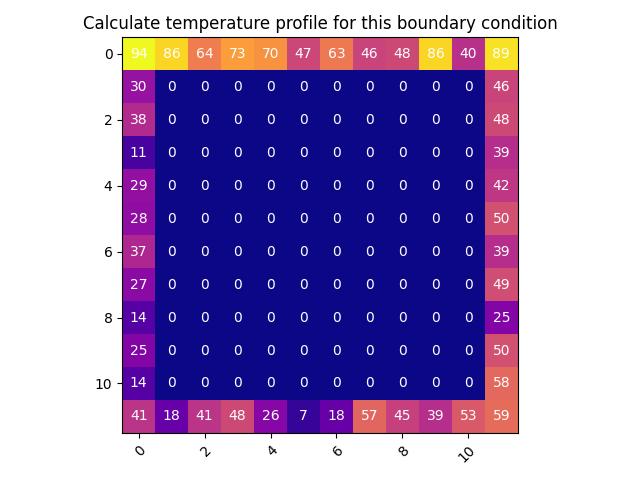 Calculate temperature profile for this boundary condition
0 94 86 64 73 70 47 63 46 48 86 40 89
30 0 0 0 0 0 0 0 0 0 0 46
2 38 0 0 0 0 0 0 0 0 0 0 48
11 0 0 0 0 0 0 0 0 0 0 39
4 29 0 0 0 0 0 0 0 0 0 0 42
28 0 0 0 0 0 0 0 0 0 0 50
6 37 0 0 0 0 0 0 0 0 0 0 39
27 0 0 0 0 0 0 0 0 0 0 49
8 14 0 0 0 0 0 0 0 0 0 0 25
25 0 0 0 0 0 0 0 0 0 0 50
10 14 0 0 0 0 0 0 0 0 0 0 58
41 18 41 48 26 7 18 57 45 39 53 59
0 2 4 6 8 10